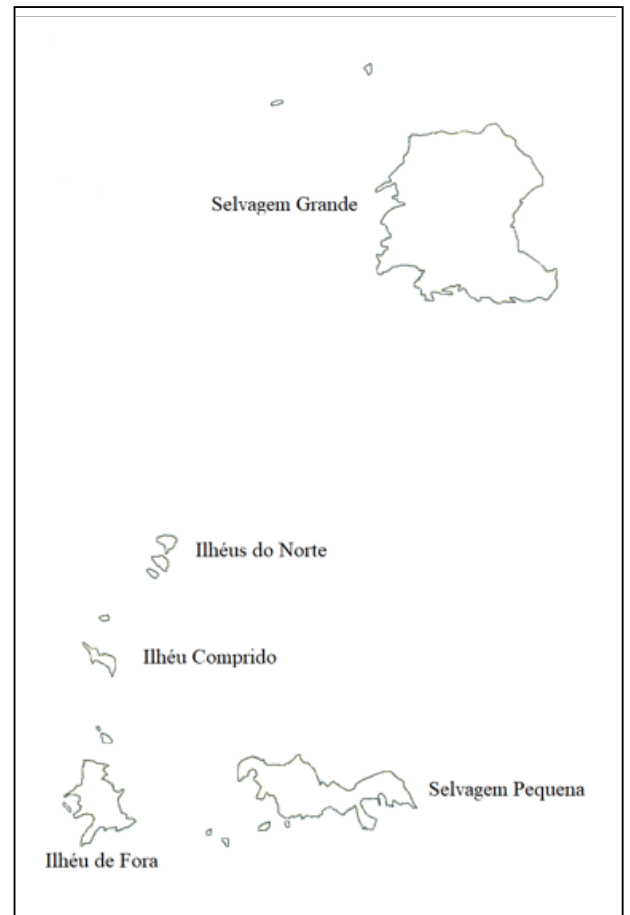 Selvagem Grande
Ilhéus do Norte
Ilhéu Comprido
Selvagem Pequena
Ilhéu de Fora